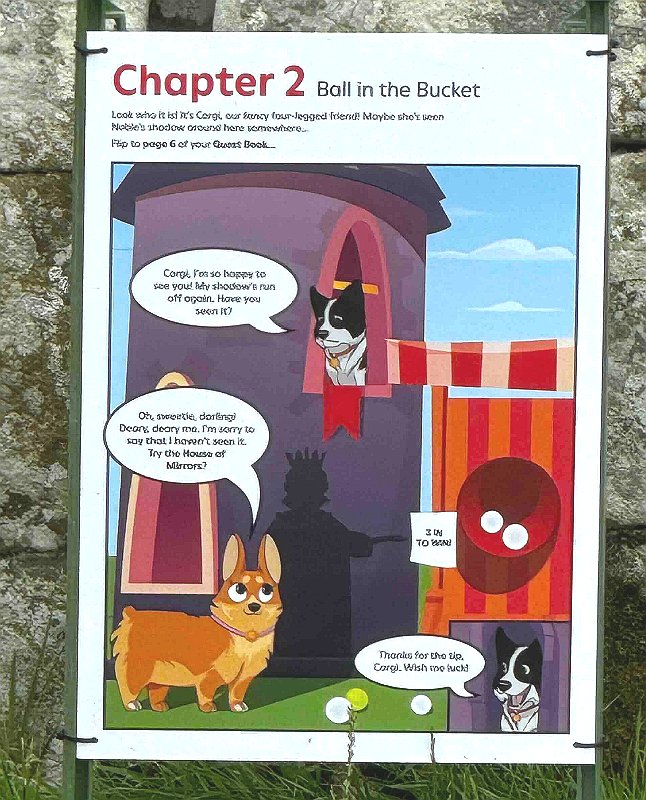 Chapter 2 Ball in the Bucket
Look who it is! It's Corgi, our fancy four-legged friend! Maybe she's seen
Noble's shadow around here somewhere...
Flip to page 6 of your Quest Book...
Corgi, I'm so happy to
see you! My shadow's run
off again. Have you
seen it?
Oh, sweetie, darling!
Deary, deary me. I'm sorry to
say that I haven't seen it.
Try the House of
Mirrors?
3 IN
TO WIN!
Thanks for the tip,
Corgi. Wish me luck!